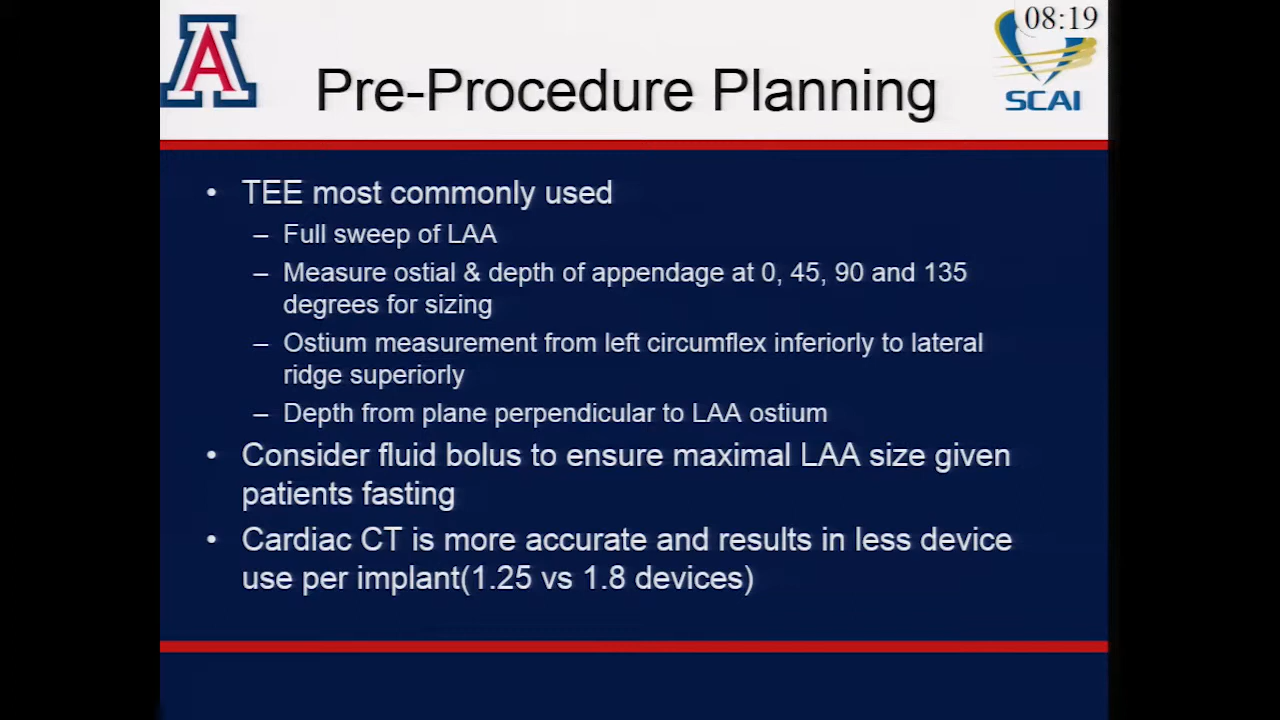 08:19
A
SCAI
Pre-Procedure Planning
• TEE most commonly used
– Full sweep of LAA
– Measure ostial & depth of appendage at 0, 45, 90 and 135
degrees for sizing
– Ostium measurement from left circumflex inferiorly to lateral
ridge superiorly
– Depth from plane perpendicular to LAA ostium
• Consider fluid bolus to ensure maximal LAA size given
patients fasting
• Cardiac CT is more accurate and results in less device
use per implant(1.25 vs 1.8 devices)